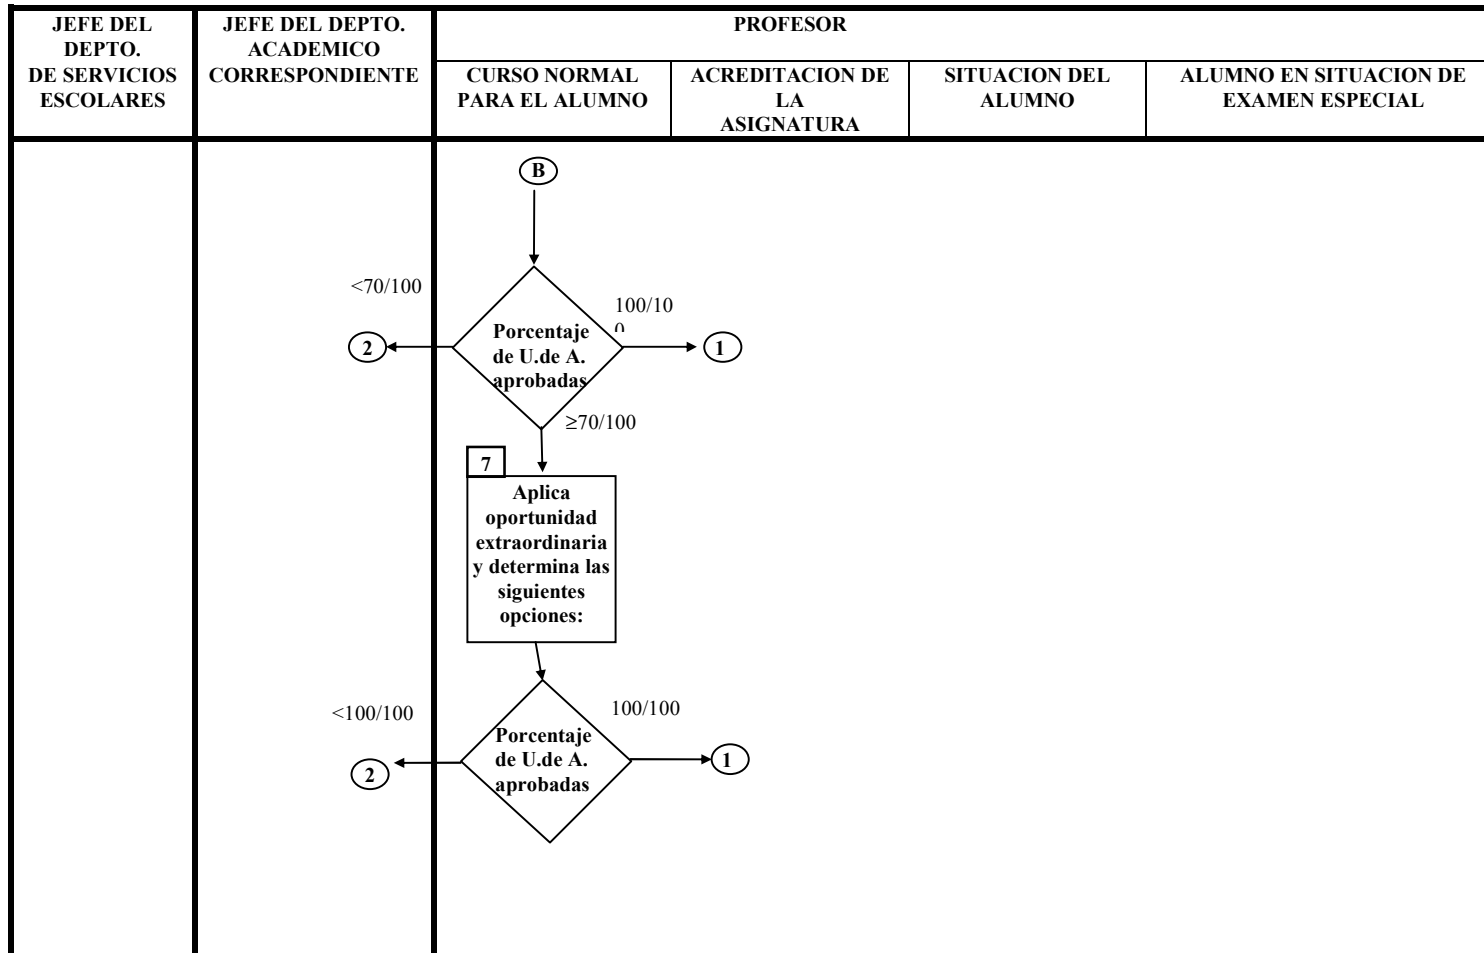 JEFE DEL
DEPTO.
DE SERVICIOS
ESCOLARES
JEFE DEL DEPTO.
ACADEMICO
CORRESPONDIENTE
PROFESOR
CURSO NORMAL
PARA EL ALUMNO
ACREDITACION DE
LA
ASIGNATURA
SITUACION DEL
ALUMNO
ALUMNO EN SITUACION DE
EXAMEN ESPECIAL
B
<70/100
100/10
0
Porcentaje
de U.de A.
aprobadas
2
1
≥70/100
7
Aplica
oportunidad
extraordinaria
y determina las
siguientes
opciones:
<100/100
100/100
Porcentaje
de U.de A.
aprobadas
2
1